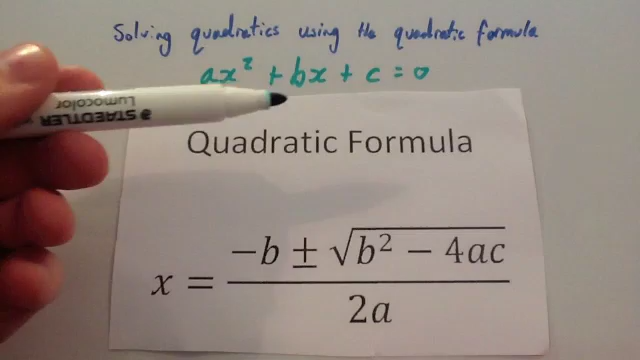 Solving quadratics using the quadratic formula
ax² + bx + c = 0
STAEDTLER
Lumocolor
Quadratic Formula
x = (-b ± √(b² − 4ac)) / 2a